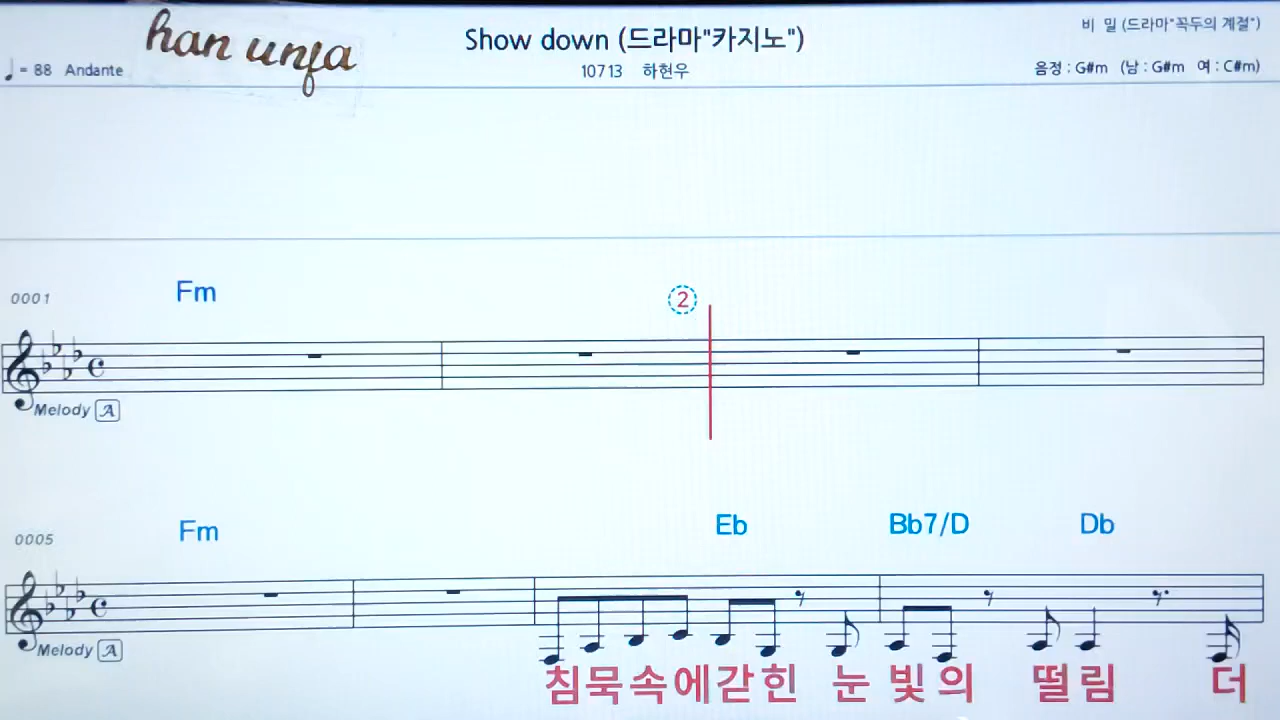 han unfa
Show down (드라마"카지노")
비 밀 (드라마"꼭두의 계절")
♩= 88 Andante
10713 하현우
음정 : G#m (남 : G#m 여 : C#m)
Fm
2
0001
Melody A
Fm Eb Bb7/D Db
0005
Melody A
침묵속에갇힌 눈 빛의 떨림 더